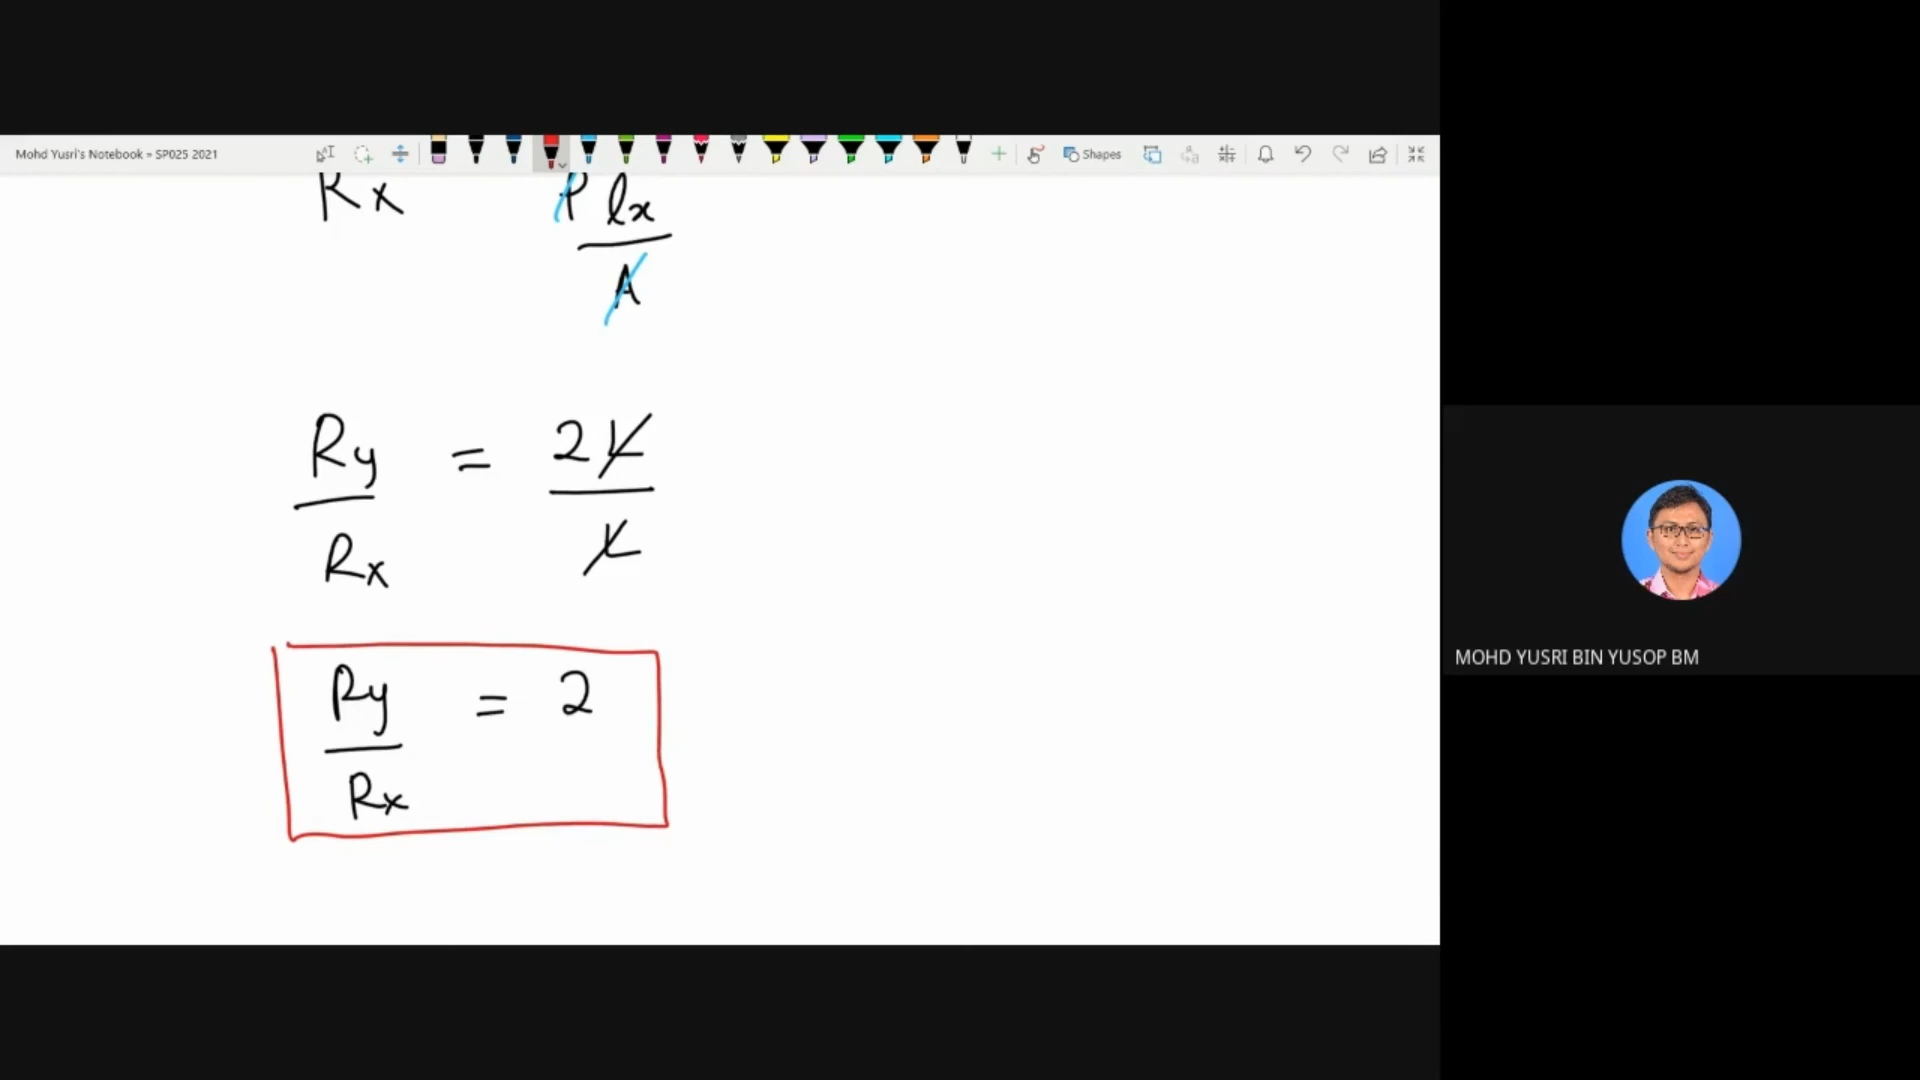 Mohd Yusri's Notebook » SP025 2021
Shapes
Rx ρ lx
A
Ry = 2L
Rx L
Ry = 2
Rx
MOHD YUSRI BIN YUSOP BM